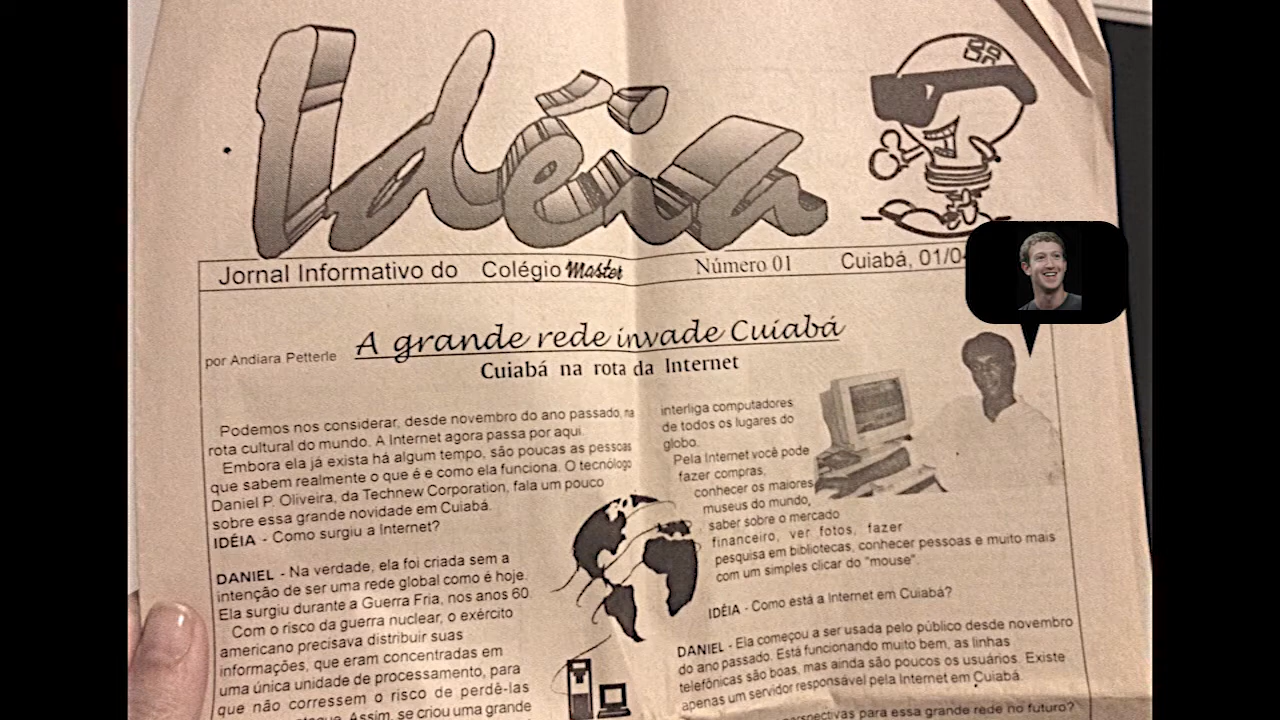 Idéia
Jornal Informativo do Colégio Master Número 01 Cuiabá, 01/0
A grande rede invade Cuiabá
por Andiara Petterle
Cuiabá na rota da Internet
Podemos nos considerar, desde novembro do ano passado, na
rota cultural do mundo. A Internet agora passa por aqui.
Embora ela já exista há algum tempo, são poucas as pessoas
que sabem realmente o que é e como ela funciona. O tecnólogo
Daniel P. Oliveira, da Technew Corporation, fala um pouco
sobre essa grande novidade em Cuiabá.
IDÉIA - Como surgiu a Internet?
DANIEL - Na verdade, ela foi criada sem a
intenção de ser uma rede global como é hoje.
Ela surgiu durante a Guerra Fria, nos anos 60.
Com o risco da guerra nuclear, o exército
americano precisava distribuir suas
informações, que eram concentradas em
uma única unidade de processamento, para
que não corressem o risco de perdê-las
Assim, se criou uma grande
interliga computadores
de todos os lugares do
globo.
Pela Internet você pode
fazer compras,
conhecer os maiores
museus do mundo,
saber sobre o mercado
financeiro, ver fotos, fazer
pesquisa em bibliotecas, conhecer pessoas e muito mais
com um simples clicar do "mouse".
IDÉIA - Como está a Internet em Cuiabá?
DANIEL - Ela começou a ser usada pelo público desde novembro
do ano passado. Está funcionando muito bem, as linhas
telefônicas são boas, mas ainda são poucos os usuários. Existe
apenas um servidor responsável pela Internet em Cuiabá.
para essa grande rede no futuro?